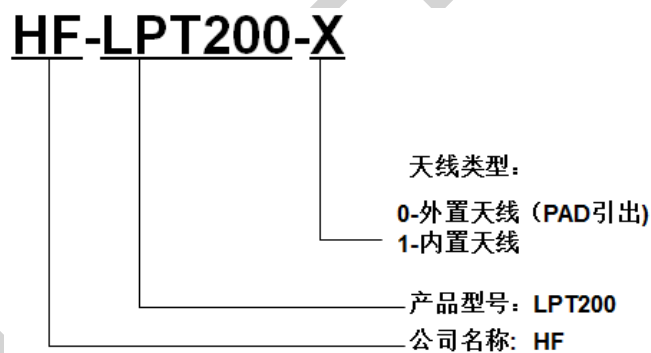 HF-LPT200-X
天线类型：
0-外置天线（PAD引出)
1-内置天线
产品型号：LPT200
公司名称: HF